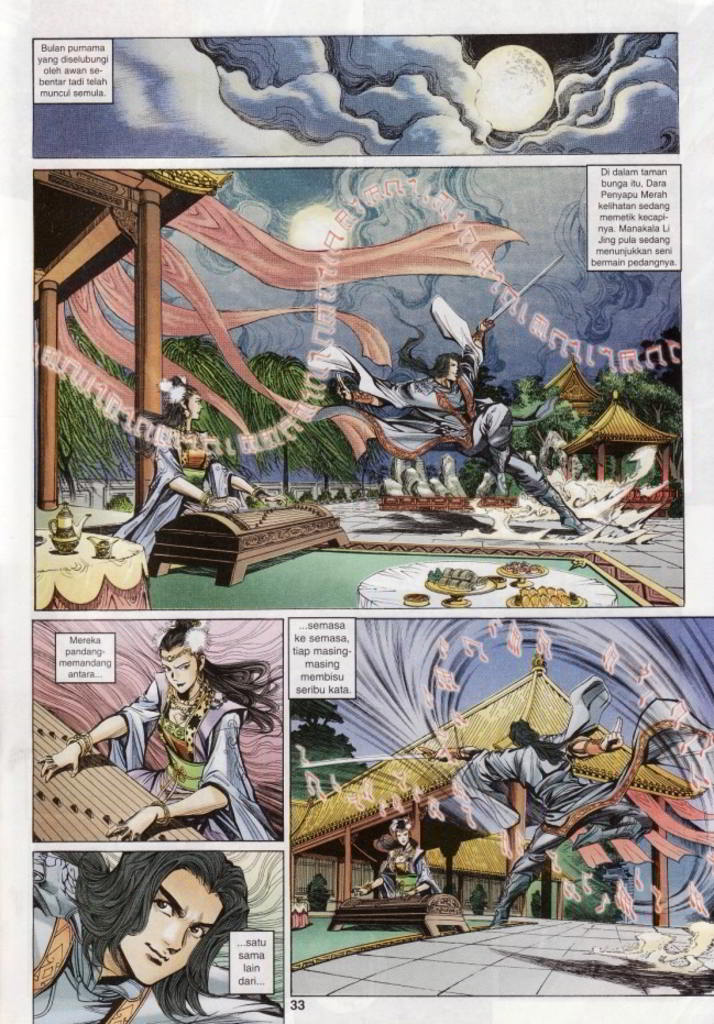 Bulan purnama
yang diselubungi
oleh awan se-
bentar tadi telah
muncul semula.
Di dalam taman
bunga itu, Dara
Penyapu Merah
kelihatan sedang
memetik kecapi-
nya. Manakala Li
Jing pula sedang
menunjukkan seni
bermain pedangnya.
Mereka
pandang-
memandang
antara...
...satu
sama
lain
dari...
...semasa
ke semasa,
tiap masing-
masing
membisu
seribu kata.
33